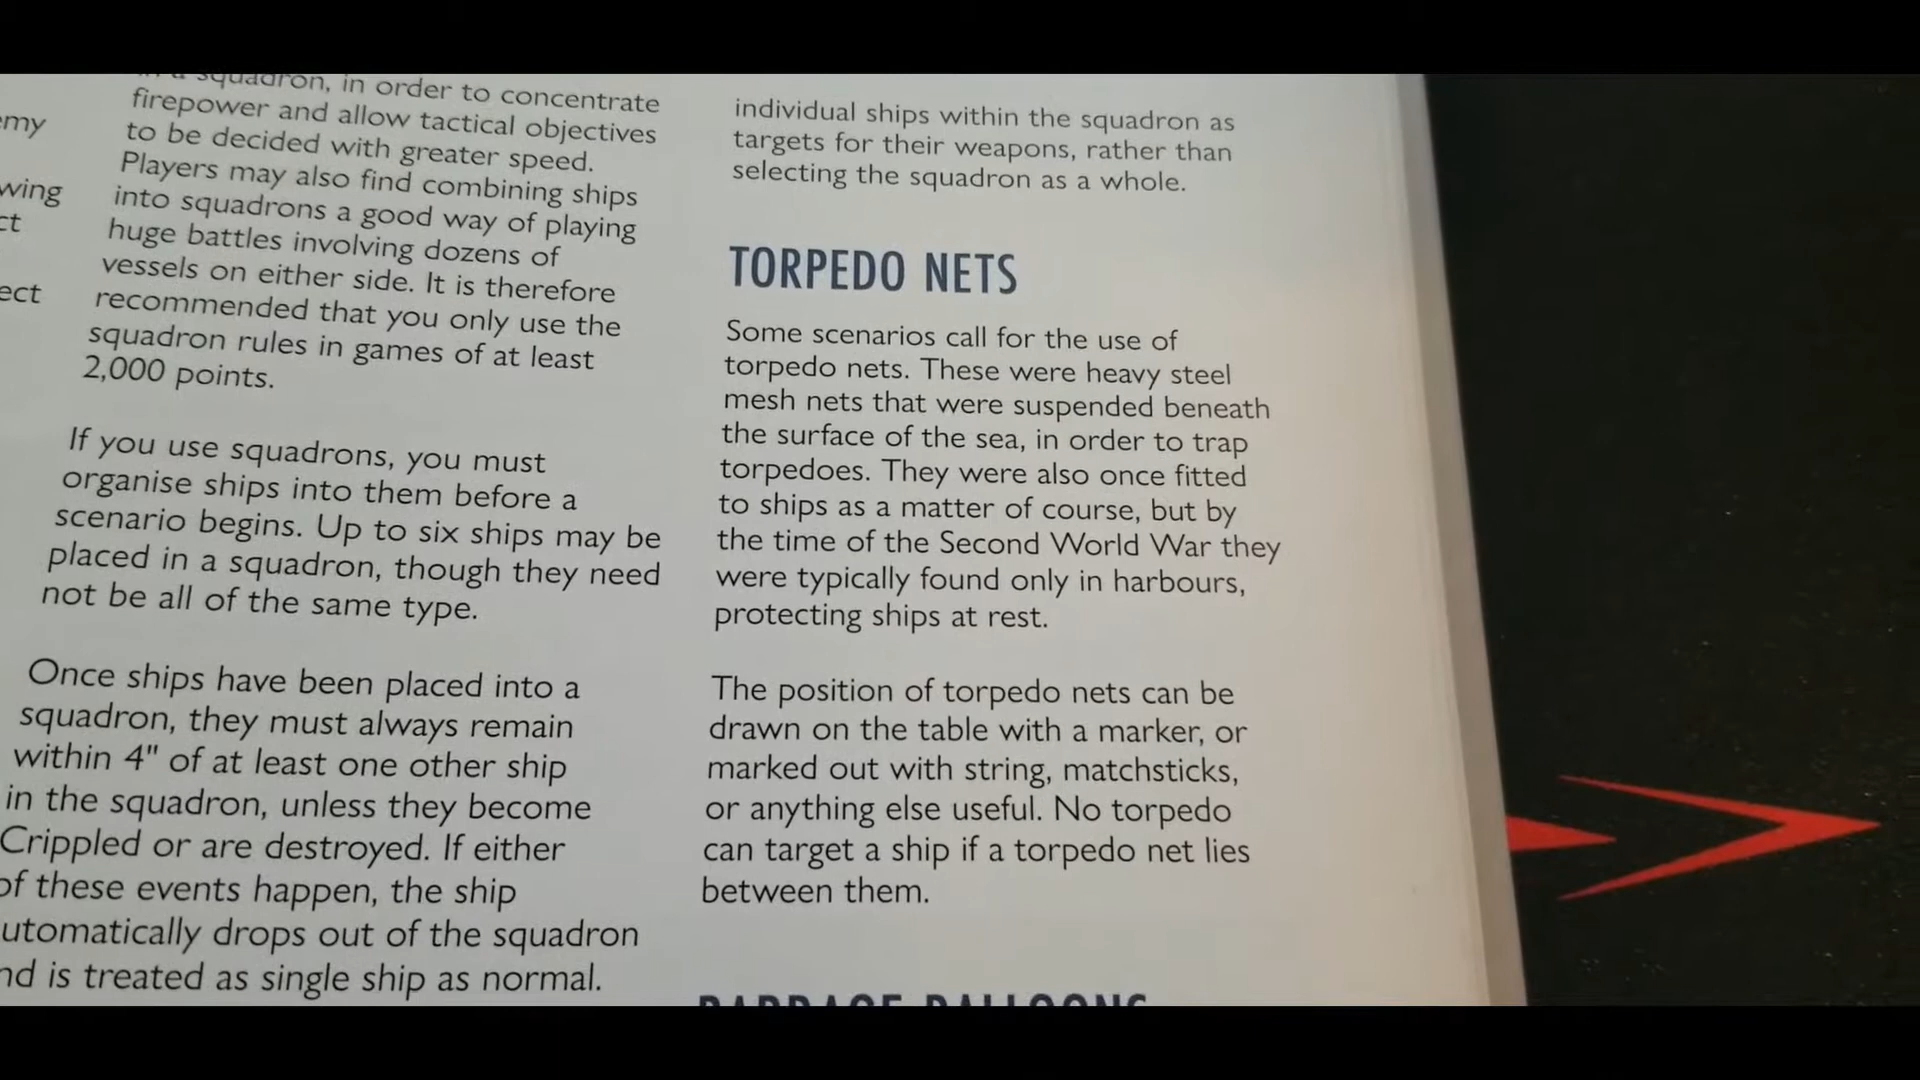 emy
wing
ct
ect
a squadron, in order to concentrate
firepower and allow tactical objectives
to be decided with greater speed.
Players may also find combining ships
into squadrons a good way of playing
huge battles involving dozens of
vessels on either side. It is therefore
recommended that you only use the
squadron rules in games of at least
2,000 points.
If you use squadrons, you must
organise ships into them before a
scenario begins. Up to six ships may be
placed in a squadron, though they need
not be all of the same type.
Once ships have been placed into a
squadron, they must always remain
within 4" of at least one other ship
in the squadron, unless they become
Crippled or are destroyed. If either
of these events happen, the ship
utomatically drops out of the squadron
nd is treated as single ship as normal.
individual ships within the squadron as
targets for their weapons, rather than
selecting the squadron as a whole.
TORPEDO NETS
Some scenarios call for the use of
torpedo nets. These were heavy steel
mesh nets that were suspended beneath
the surface of the sea, in order to trap
torpedoes. They were also once fitted
to ships as a matter of course, but by
the time of the Second World War they
were typically found only in harbours,
protecting ships at rest.
The position of torpedo nets can be
drawn on the table with a marker, or
marked out with string, matchsticks,
or anything else useful. No torpedo
can target a ship if a torpedo net lies
between them.
BARRAGE BALLOONS